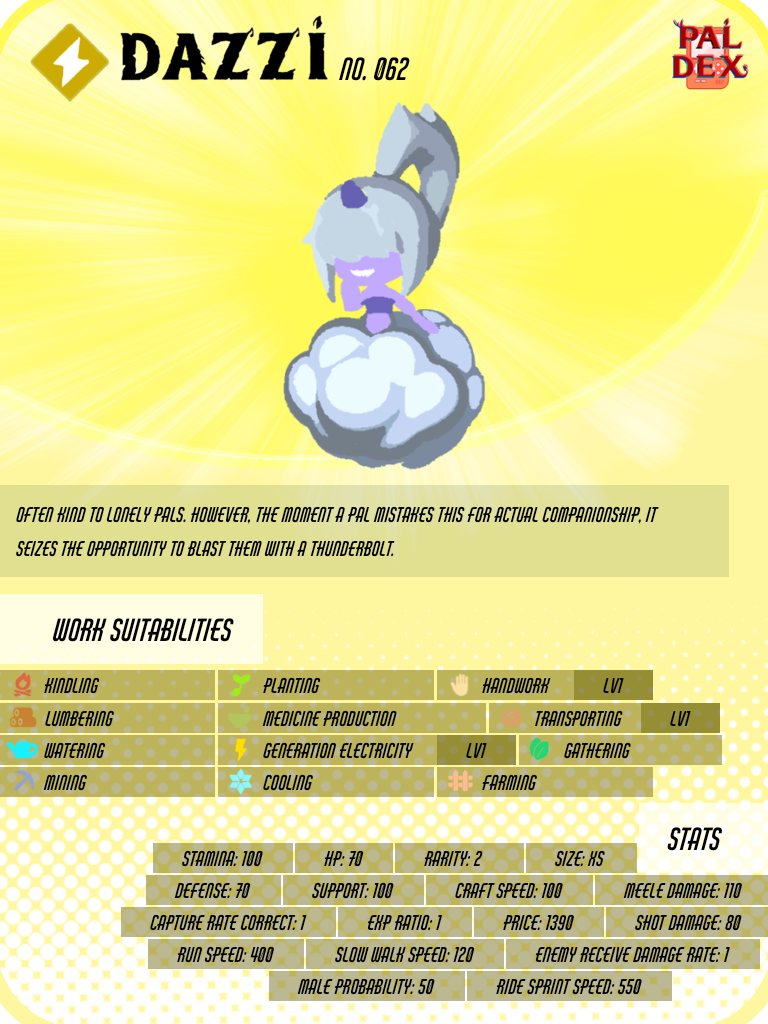 DAZZI NO. 062
PAL
DEX
OFTEN KIND TO LONELY PALS. HOWEVER, THE MOMENT A PAL MISTAKES THIS FOR ACTUAL COMPANIONSHIP, IT
SEIZES THE OPPORTUNITY TO BLAST THEM WITH A THUNDERBOLT.
WORK SUITABILITIES
KINDLING PLANTING HANDWORK LV1
LUMBERING MEDICINE PRODUCTION TRANSPORTING LV1
WATERING GENERATION ELECTRICITY LV1 GATHERING
MINING COOLING FARMING
STATS
STAMINA: 100 HP: 70 RARITY: 2 SIZE: XS
DEFENSE: 70 SUPPORT: 100 CRAFT SPEED: 100 MEELE DAMAGE: 110
CAPTURE RATE CORRECT: 1 EXP RATIO: 1 PRICE: 1390 SHOT DAMAGE: 80
RUN SPEED: 400 SLOW WALK SPEED: 120 ENEMY RECEIVE DAMAGE RATE: 1
MALE PROBABILITY: 50 RIDE SPRINT SPEED: 550